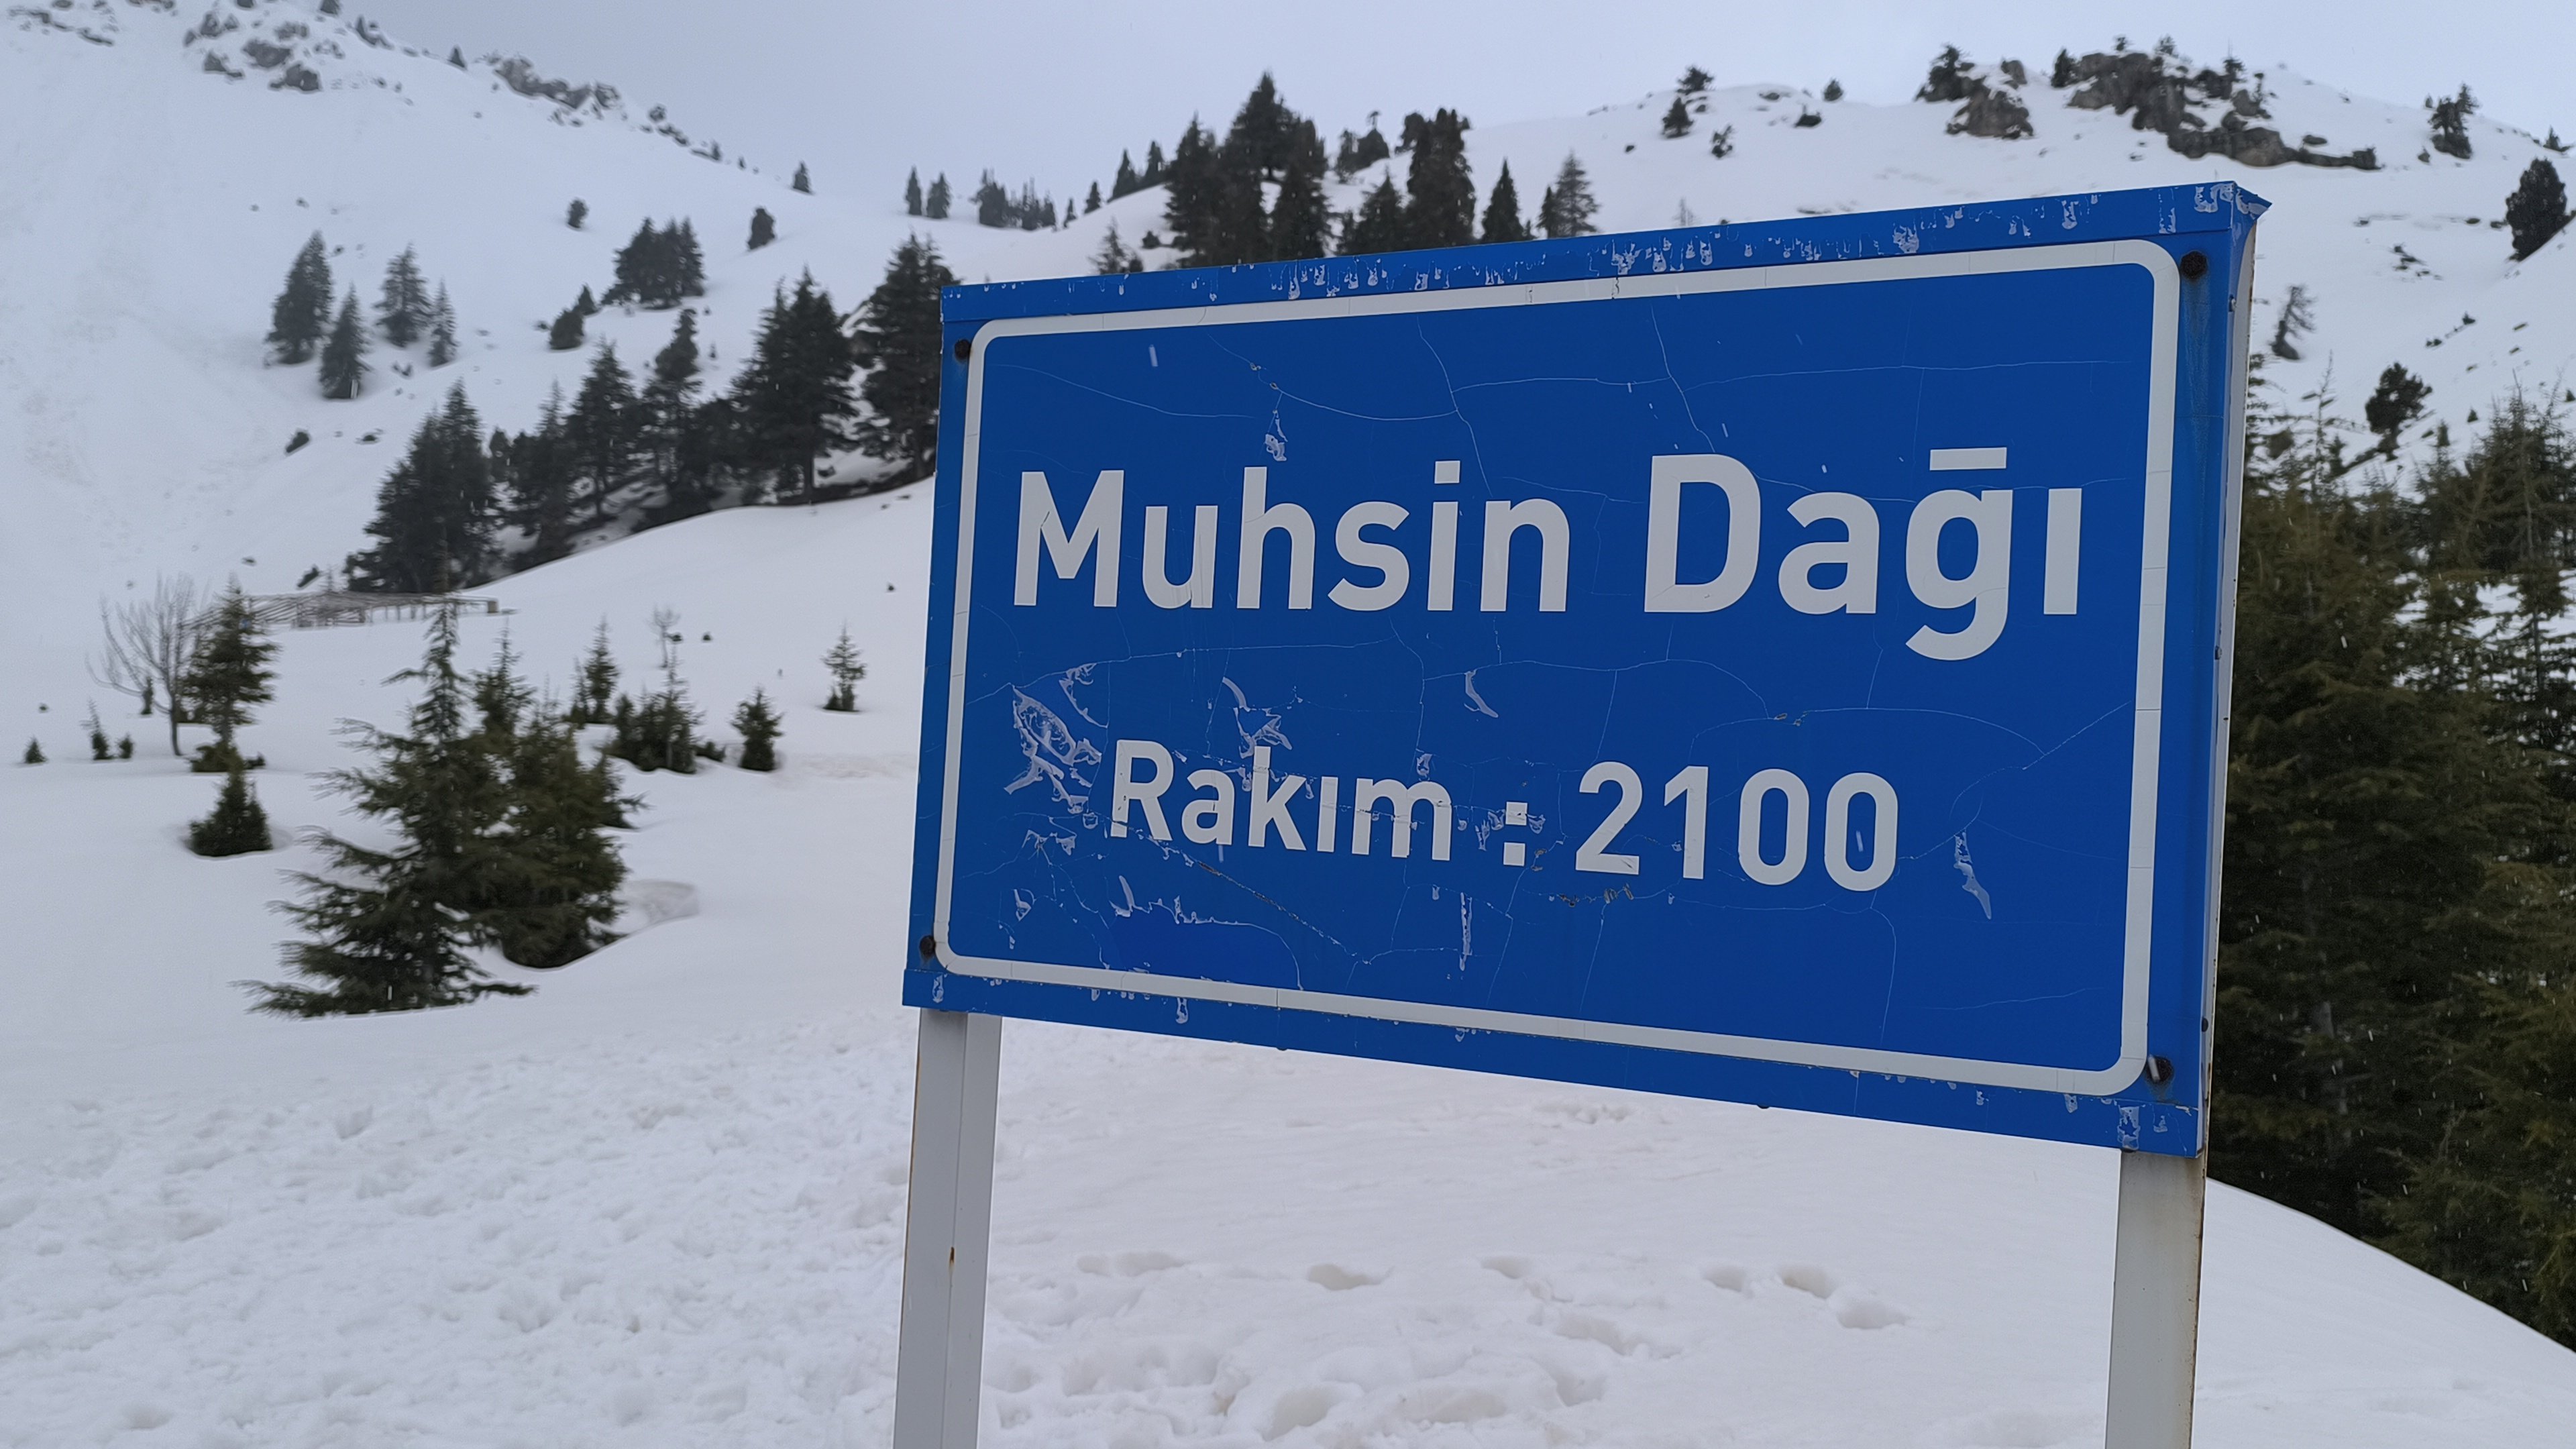 Muhsin Dağı
Rakım : 2100